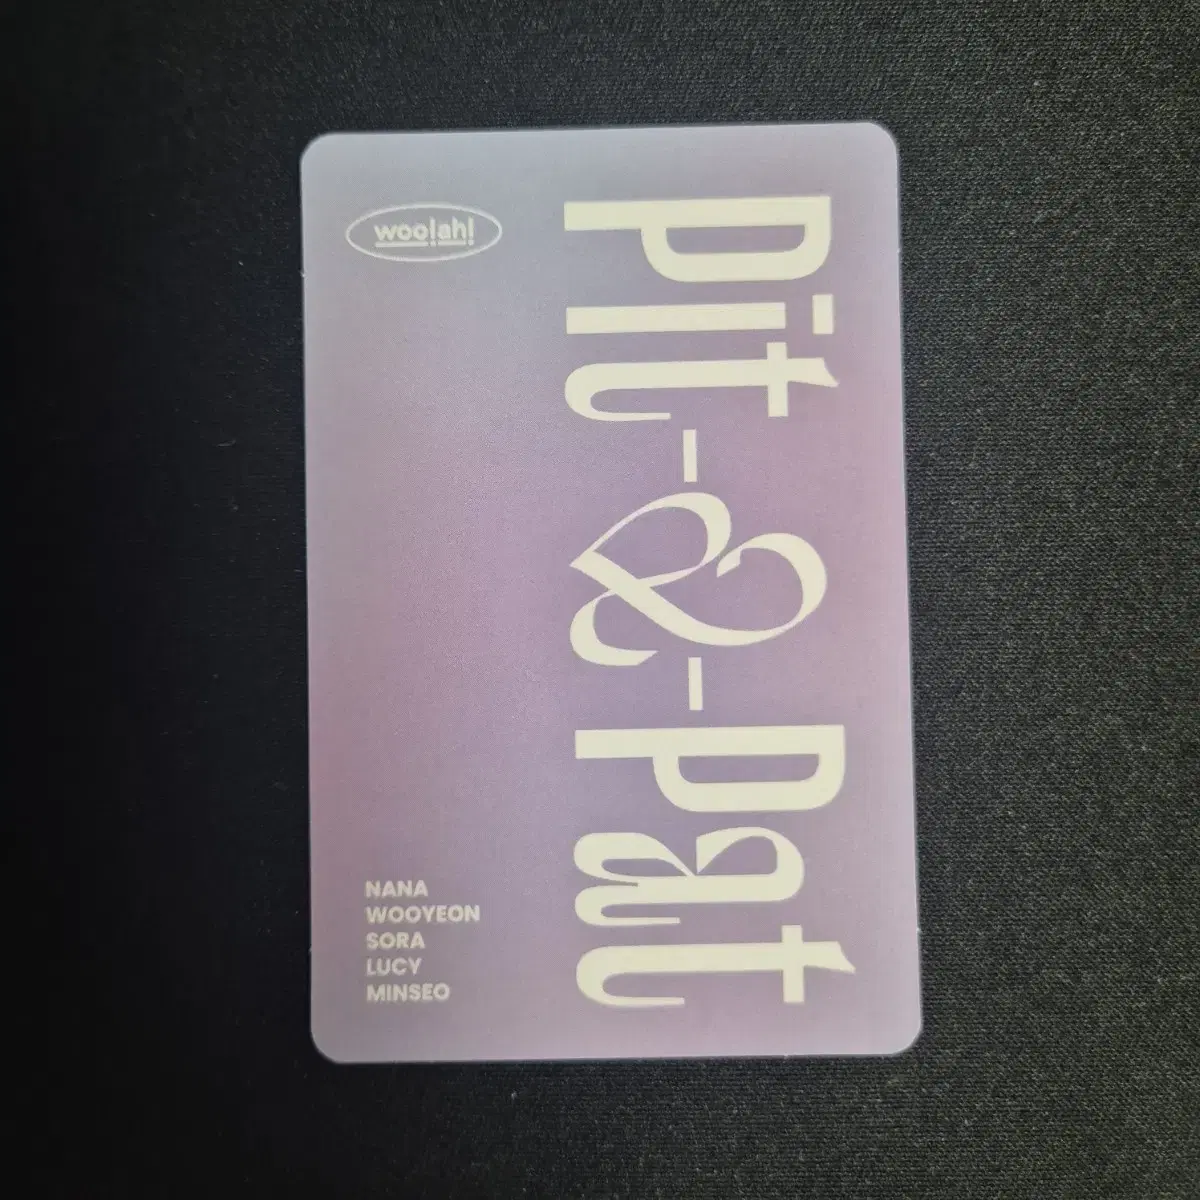 woo!ah!
pit-a-pat
NANA
WOOYEON
SORA
LUCY
MINSEO